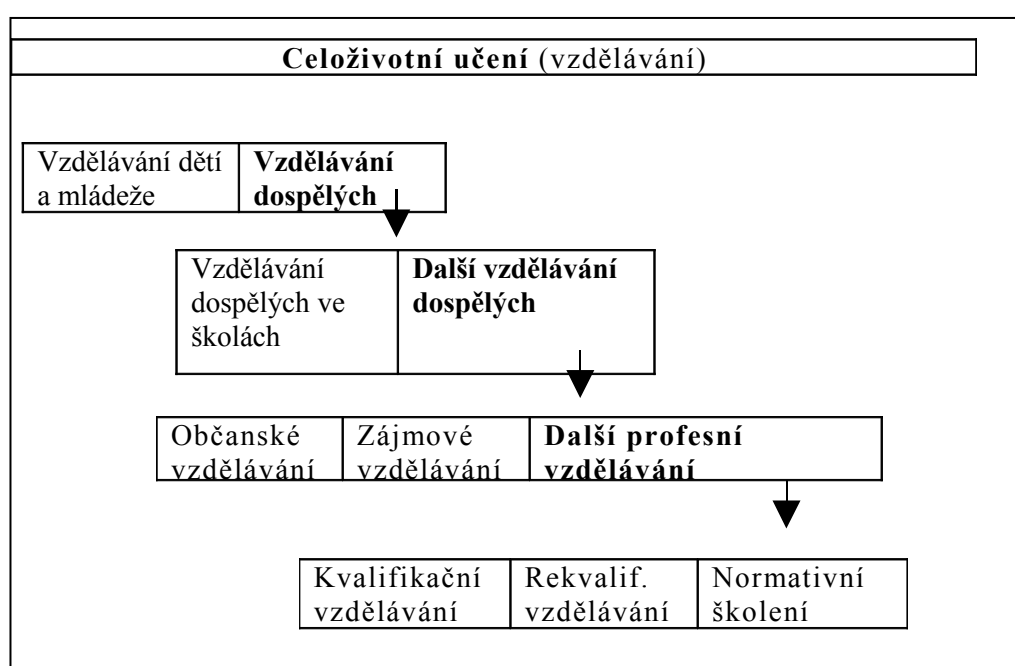 Celoživotní učení (vzdělávání)
Vzdělávání dětí
a mládeže
Vzdělávání
dospělých
Vzdělávání
dospělých ve
školách
Další vzdělávání
dospělých
Občanské
vzdělávání
Zájmové
vzdělávání
Další profesní
vzdělávání
Kvalifikační
vzdělávání
Rekvalif.
vzdělávání
Normativní
školení